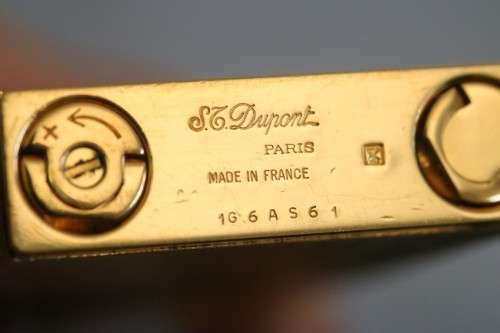 +
S.T. Dupont
PARIS
MADE IN FRANCE
1G6AS61